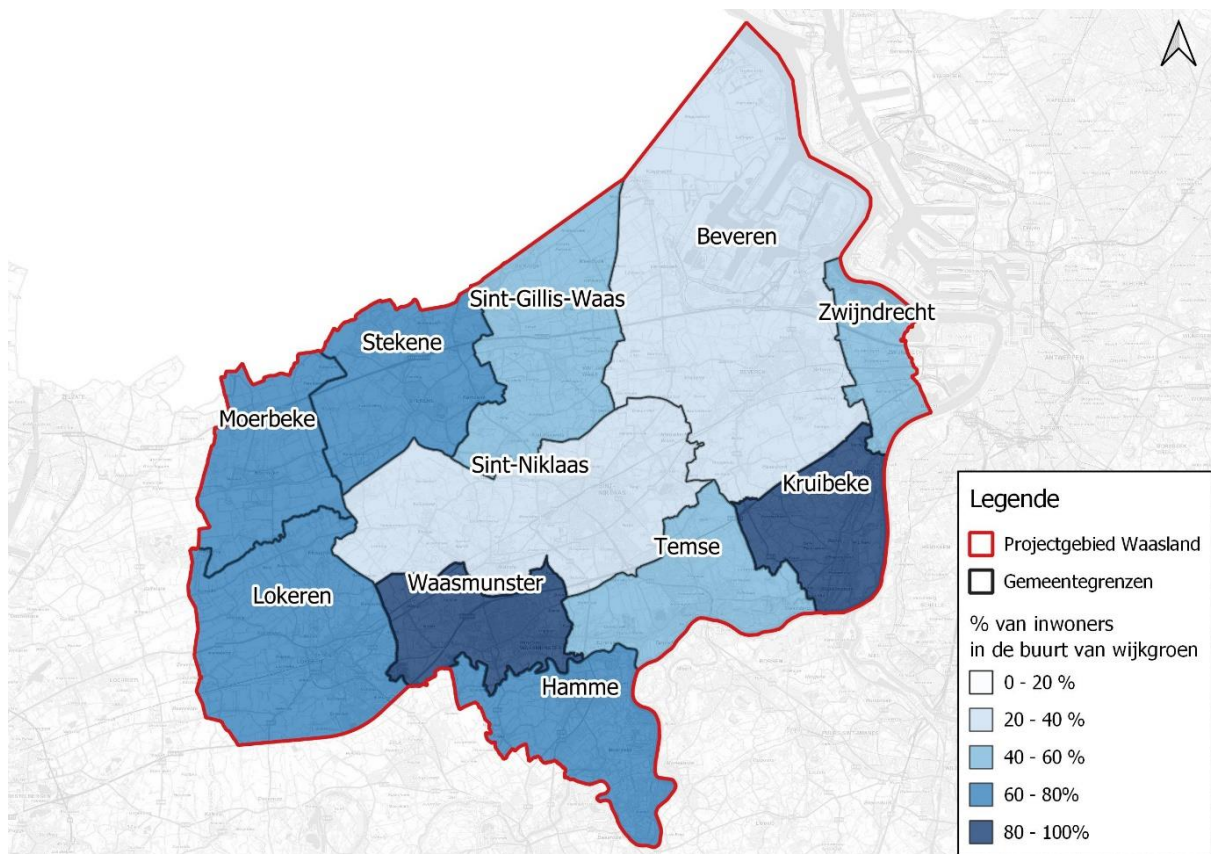 Beveren
Sint-Gillis-Waas
Zwijndrecht
Stekene
Moerbeke
Sint-Niklaas
Kruibeke
Temse
Waasmunster
Lokeren
Hamme
Legende
Projectgebied Waasland
Gemeentegrenzen
% van inwoners
in de buurt van wijkgroen
0 - 20 %
20 - 40 %
40 - 60 %
60 - 80%
80 - 100%